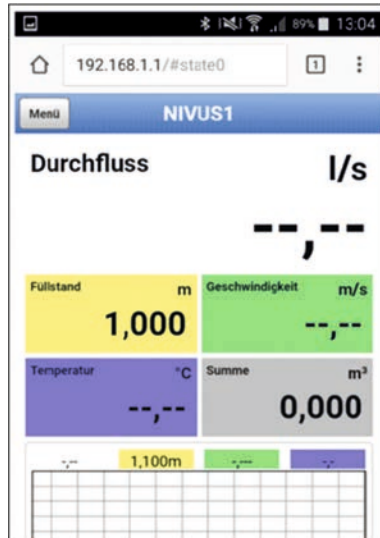 89% 13:04
192.168.1.1/#state0 1
Menü NIVUS1
Durchfluss l/s
--,--
Füllstand m Geschwindigkeit m/s
1,000 --,--
Temperatur °C Summe m³
--,-- 0,000
-,-- 1,100m -,--- -,-